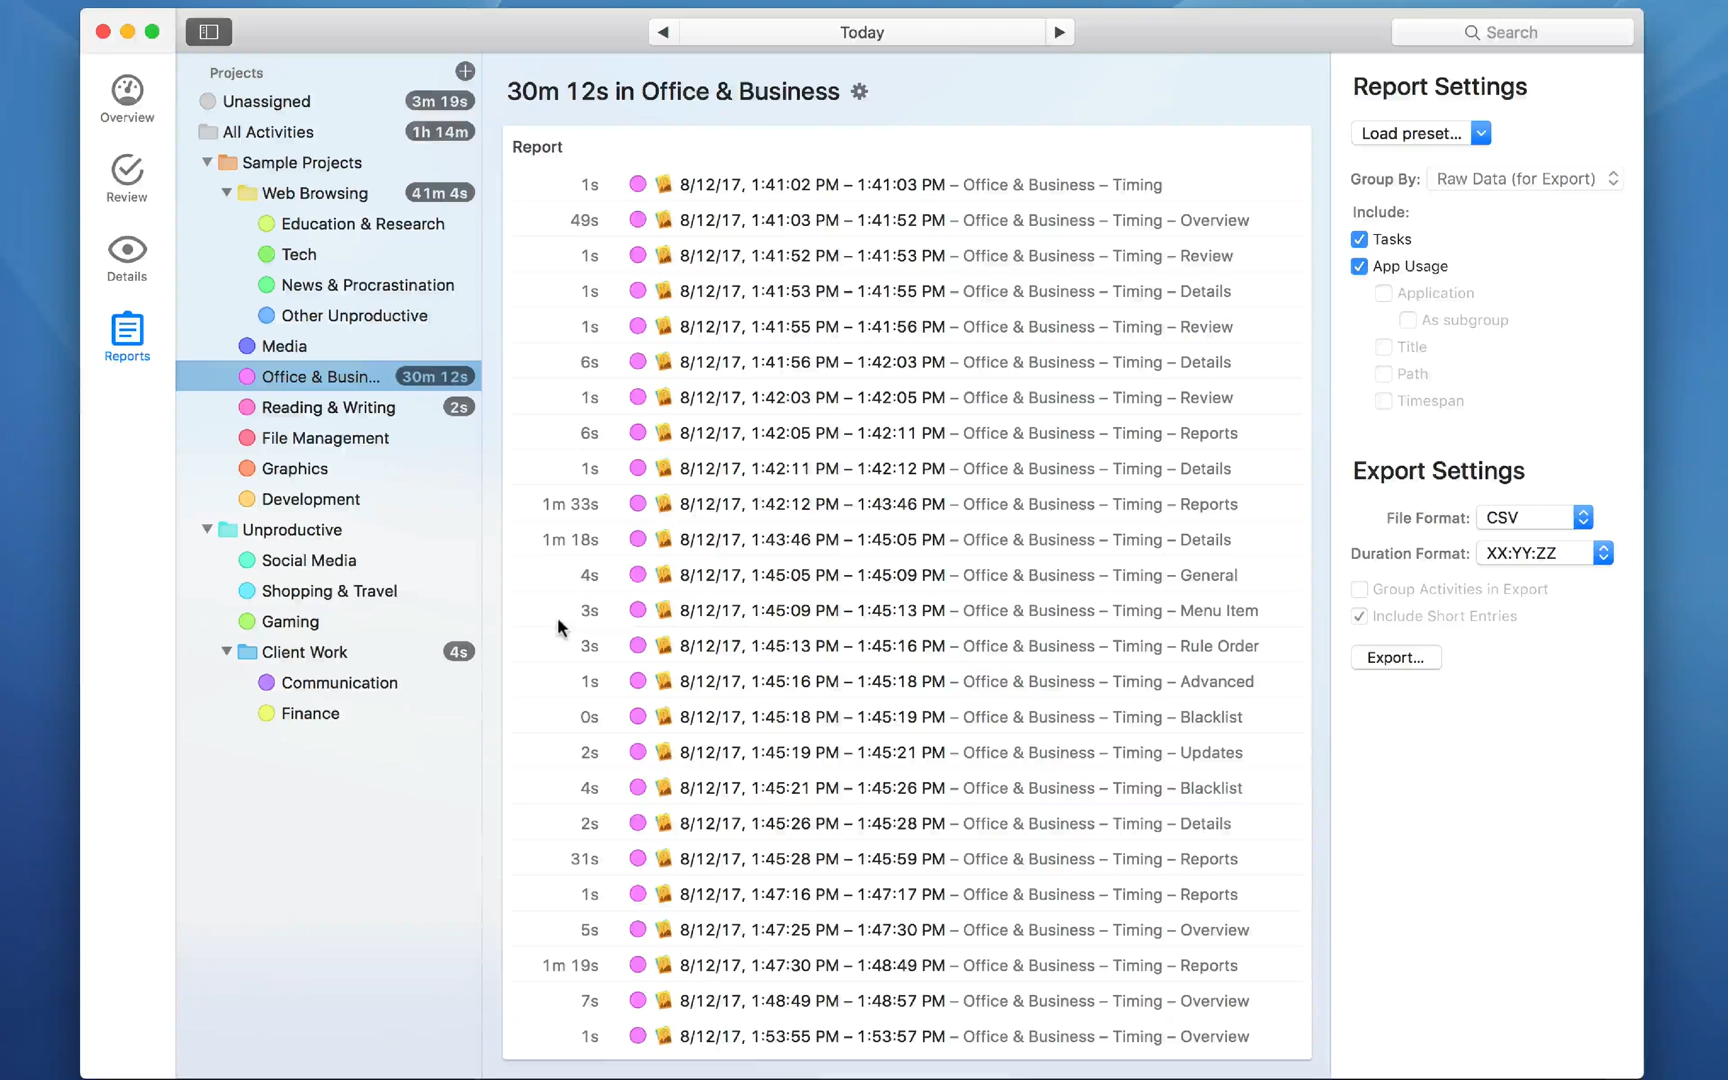 Today
Search
Overview
Review
Details
Reports
Projects
Unassigned 3m 19s
All Activities 1h 14m
Sample Projects
Web Browsing 41m 4s
Education & Research
Tech
News & Procrastination
Other Unproductive
Media
Office & Busin... 30m 12s
Reading & Writing 2s
File Management
Graphics
Development
Unproductive
Social Media
Shopping & Travel
Gaming
Client Work 4s
Communication
Finance
30m 12s in Office & Business
Report
1s 8/12/17, 1:41:02 PM – 1:41:03 PM – Office & Business – Timing
49s 8/12/17, 1:41:03 PM – 1:41:52 PM – Office & Business – Timing – Overview
1s 8/12/17, 1:41:52 PM – 1:41:53 PM – Office & Business – Timing – Review
1s 8/12/17, 1:41:53 PM – 1:41:55 PM – Office & Business – Timing – Details
1s 8/12/17, 1:41:55 PM – 1:41:56 PM – Office & Business – Timing – Review
6s 8/12/17, 1:41:56 PM – 1:42:03 PM – Office & Business – Timing – Details
1s 8/12/17, 1:42:03 PM – 1:42:05 PM – Office & Business – Timing – Review
6s 8/12/17, 1:42:05 PM – 1:42:11 PM – Office & Business – Timing – Reports
1s 8/12/17, 1:42:11 PM – 1:42:12 PM – Office & Business – Timing – Details
1m 33s 8/12/17, 1:42:12 PM – 1:43:46 PM – Office & Business – Timing – Reports
1m 18s 8/12/17, 1:43:46 PM – 1:45:05 PM – Office & Business – Timing – Details
4s 8/12/17, 1:45:05 PM – 1:45:09 PM – Office & Business – Timing – General
3s 8/12/17, 1:45:09 PM – 1:45:13 PM – Office & Business – Timing – Menu Item
3s 8/12/17, 1:45:13 PM – 1:45:16 PM – Office & Business – Timing – Rule Order
1s 8/12/17, 1:45:16 PM – 1:45:18 PM – Office & Business – Timing – Advanced
0s 8/12/17, 1:45:18 PM – 1:45:19 PM – Office & Business – Timing – Blacklist
2s 8/12/17, 1:45:19 PM – 1:45:21 PM – Office & Business – Timing – Updates
4s 8/12/17, 1:45:21 PM – 1:45:26 PM – Office & Business – Timing – Blacklist
2s 8/12/17, 1:45:26 PM – 1:45:28 PM – Office & Business – Timing – Details
31s 8/12/17, 1:45:28 PM – 1:45:59 PM – Office & Business – Timing – Reports
1s 8/12/17, 1:47:16 PM – 1:47:17 PM – Office & Business – Timing – Reports
5s 8/12/17, 1:47:25 PM – 1:47:30 PM – Office & Business – Timing – Overview
1m 19s 8/12/17, 1:47:30 PM – 1:48:49 PM – Office & Business – Timing – Reports
7s 8/12/17, 1:48:49 PM – 1:48:57 PM – Office & Business – Timing – Overview
1s 8/12/17, 1:53:55 PM – 1:53:57 PM – Office & Business – Timing – Overview
Report Settings
Load preset...
Group By: Raw Data (for Export)
Include:
Tasks
App Usage
Application
As subgroup
Title
Path
Timespan
Export Settings
File Format: CSV
Duration Format: XX:YY:ZZ
Group Activities in Export
Include Short Entries
Export...